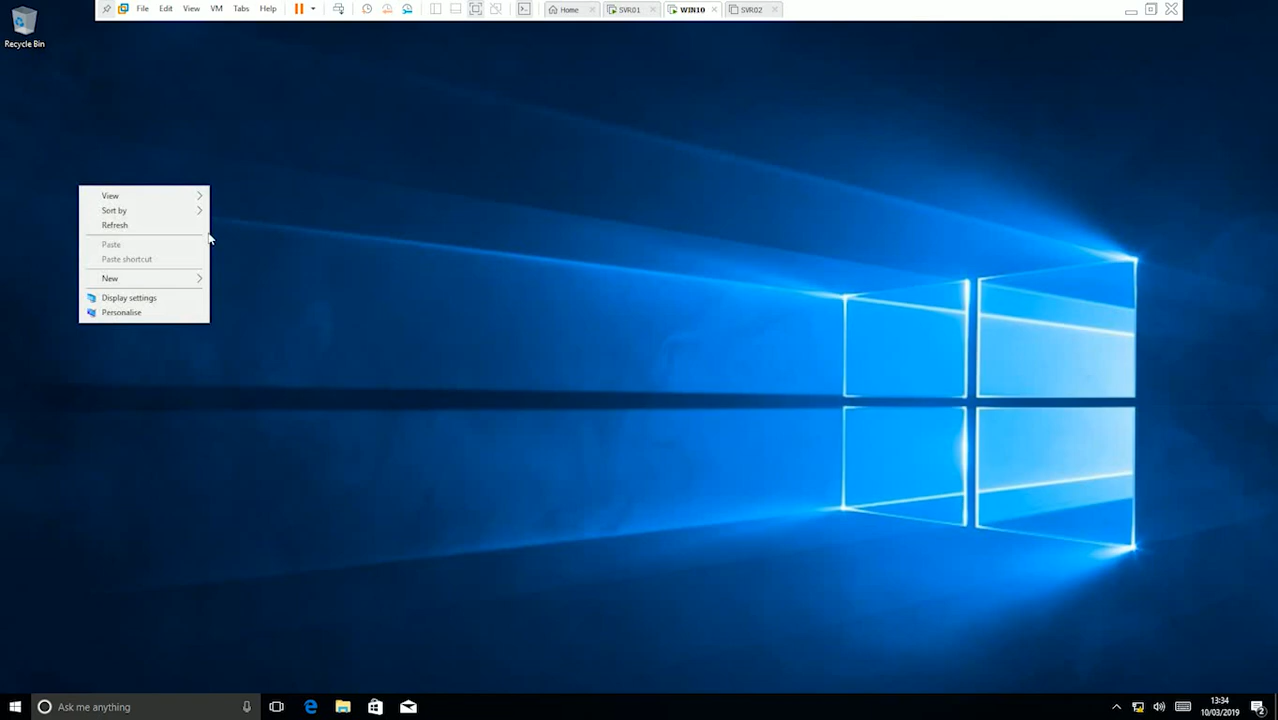 File Edit View VM Tabs Help Home SVR01 WIN10 SVR02
Recycle Bin
View
Sort by
Refresh
Paste
Paste shortcut
New
Display settings
Personalise
Ask me anything
13:34
10/03/2019
2